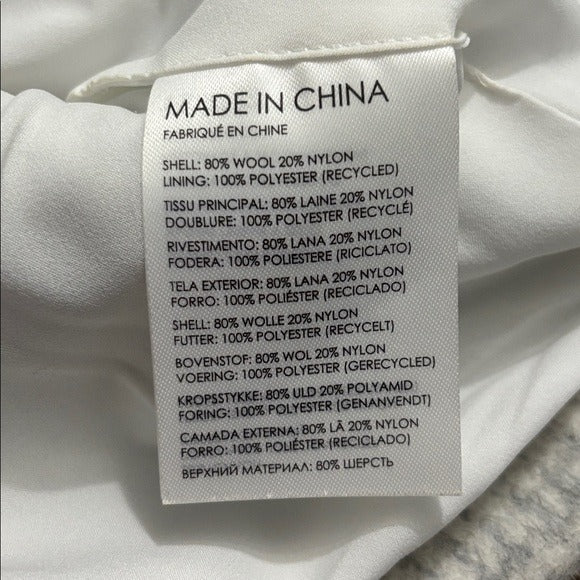 MADE IN CHINA
FABRIQUÉ EN CHINE
SHELL: 80% WOOL 20% NYLON
LINING: 100% POLYESTER (RECYCLED)
TISSU PRINCIPAL: 80% LAINE 20% NYLON
DOUBLURE: 100% POLYESTER (RECYCLÉ)
RIVESTIMENTO: 80% LANA 20% NYLON
FODERA: 100% POLIESTERE (RICICLATO)
TELA EXTERIOR: 80% LANA 20% NYLON
FORRO: 100% POLIÉSTER (RECICLADO)
SHELL: 80% WOLLE 20% NYLON
FUTTER: 100% POLYESTER (RECYCELT)
BOVENSTOF: 80% WOL 20% NYLON
VOERING: 100% POLYESTER (GERECYCLED)
KROPSSTYKKE: 80% ULD 20% POLYAMID
FORING: 100% POLYESTER (GENANVENDT)
CAMADA EXTERNA: 80% LÃ 20% NYLON
FORRO: 100% POLIÉSTER (RECICLADO)
ВЕРХНИЙ МАТЕРИАЛ: 80% ШЕРСТЬ